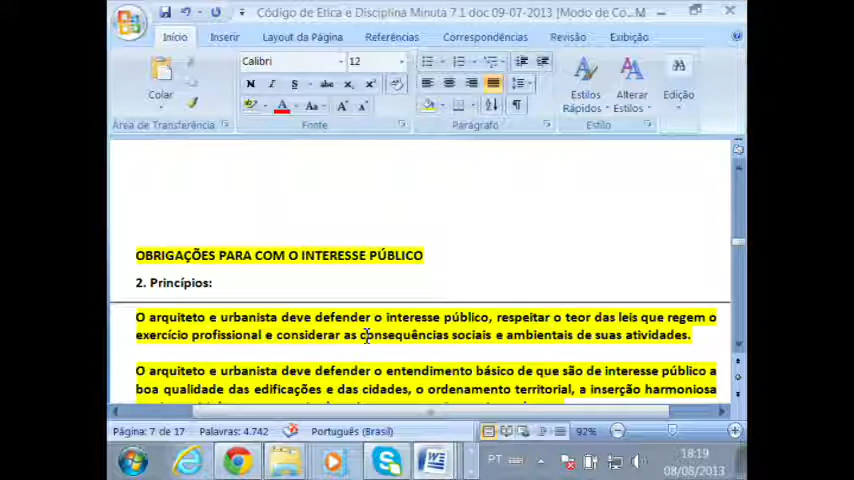 Código de Ética e Disciplina Minuta 7.1 doc 09-07-2013 [Modo de Co... M
Início Inserir Layout da Página Referências Correspondências Revisão Exibição
Calibri 12
Colar
N I S abc x₂ x²
A Aa A A
Estilos Rápidos
Alterar Estilos
Edição
Área de Transferência Fonte Parágrafo Estilo
OBRIGAÇÕES PARA COM O INTERESSE PÚBLICO
2. Princípios:
O arquiteto e urbanista deve defender o interesse público, respeitar o teor das leis que regem o
exercício profissional e considerar as consequências sociais e ambientais de suas atividades.
O arquiteto e urbanista deve defender o entendimento básico de que são de interesse público a
boa qualidade das edificações e das cidades, o ordenamento territorial, a inserção harmoniosa
Página: 7 de 17 Palavras: 4.742 Português (Brasil) 92%
PT 18:19
08/08/2013